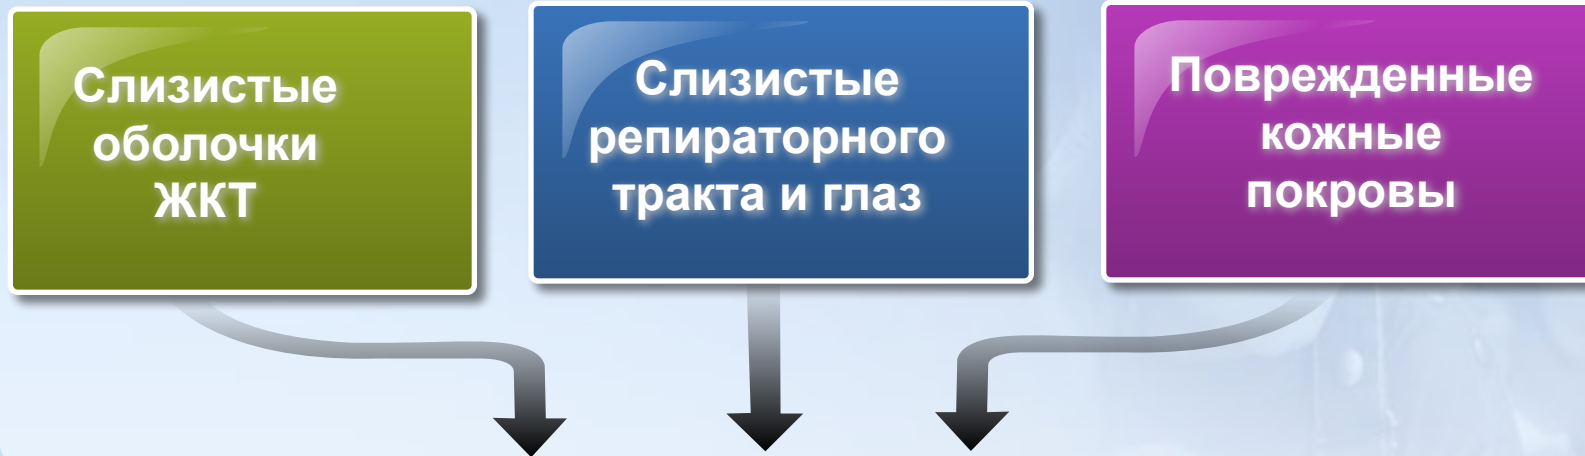 Слизистые
оболочки
ЖКТ
Слизистые
репираторного
тракта и глаз
Поврежденные
кожные
покровы